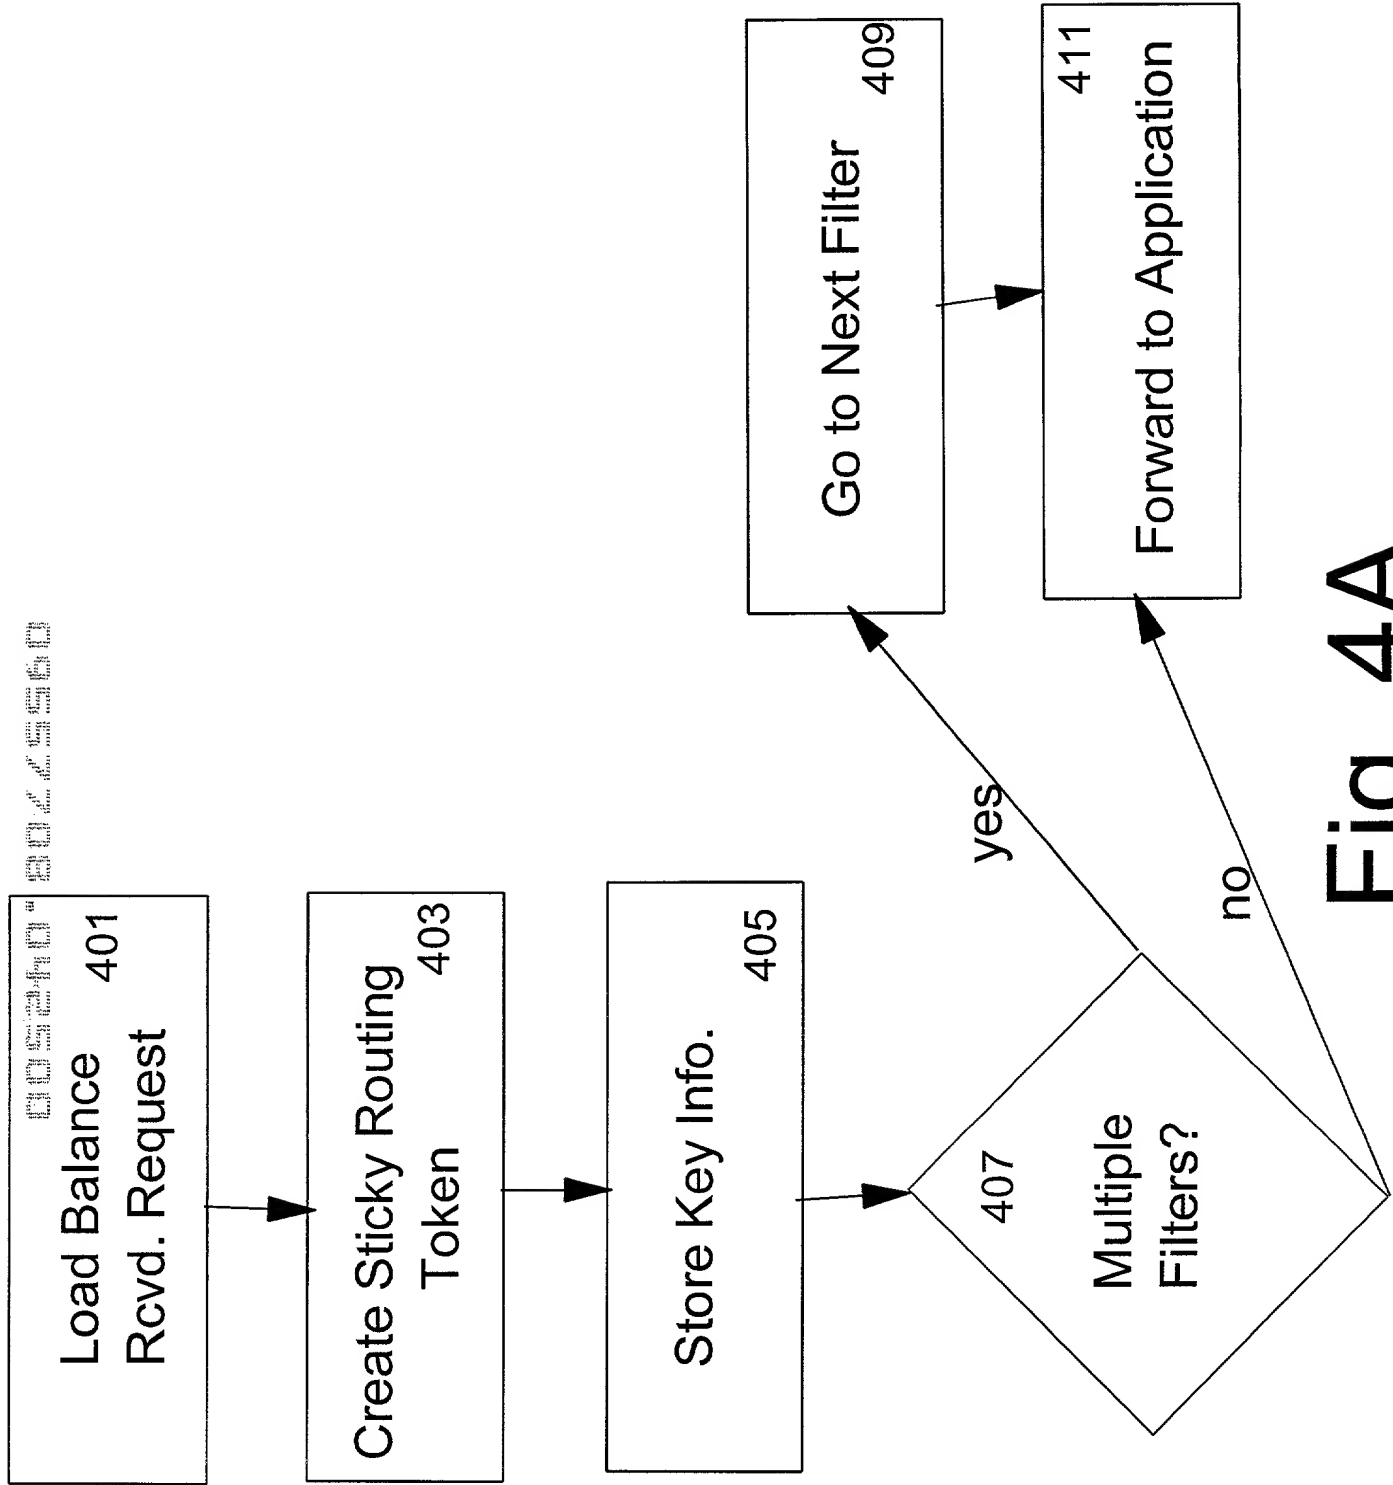 Load Balance
Rcvd. Request
401
Create Sticky Routing
Token
403
Store Key Info.
405
407
Multiple
Filters?
yes
no
Go to Next Filter
409
411
Forward to Application
Fig 4A